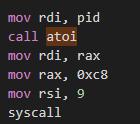 mov rdi, pid
call atoi
mov rdi, rax
mov rax, 0xc8
mov rsi, 9
syscall